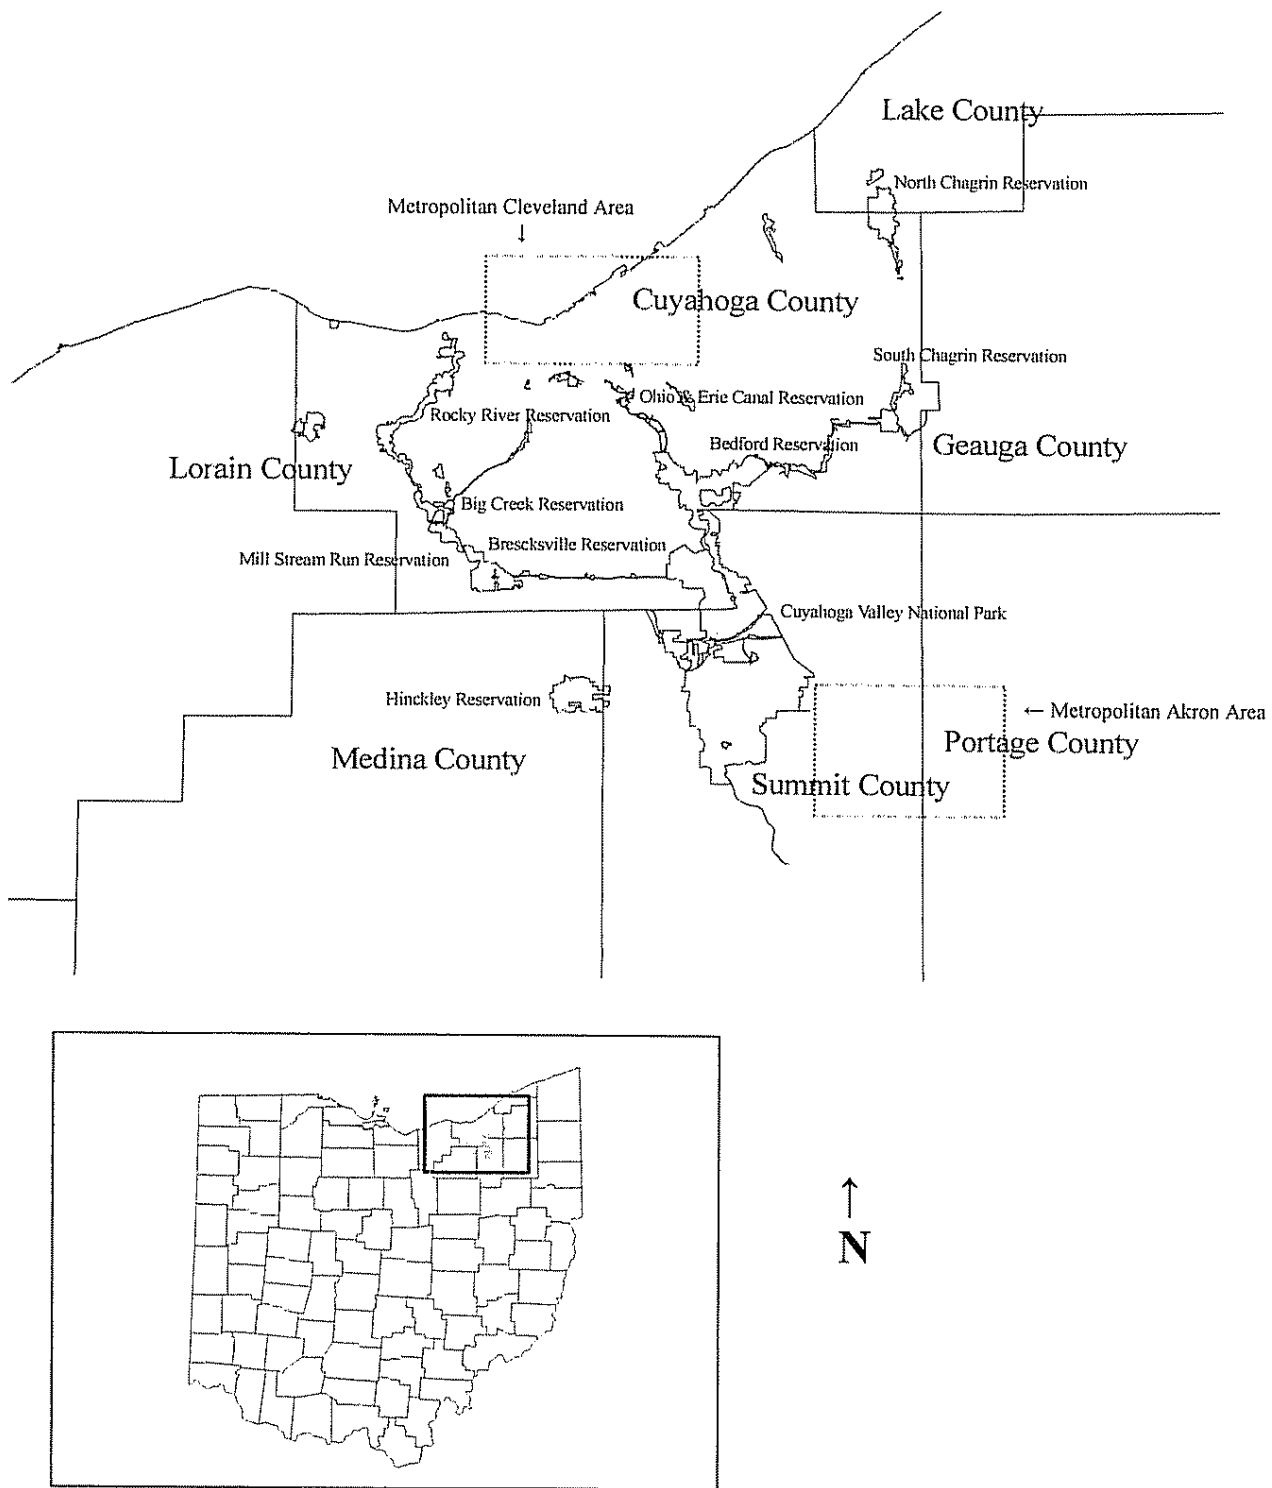 Lake County
North Chagrin Reservation
Metropolitan Cleveland Area
↓
Cuyahoga County
South Chagrin Reservation
Ohio & Erie Canal Reservation
Rocky River Reservation
Bedford Reservation
Geauga County
Lorain County
Big Creek Reservation
Brescksville Reservation
Mill Stream Run Reservation
Cuyahoga Valley National Park
Hinckley Reservation
← Metropolitan Akron Area
Portage County
Medina County
Summit County
↑
N